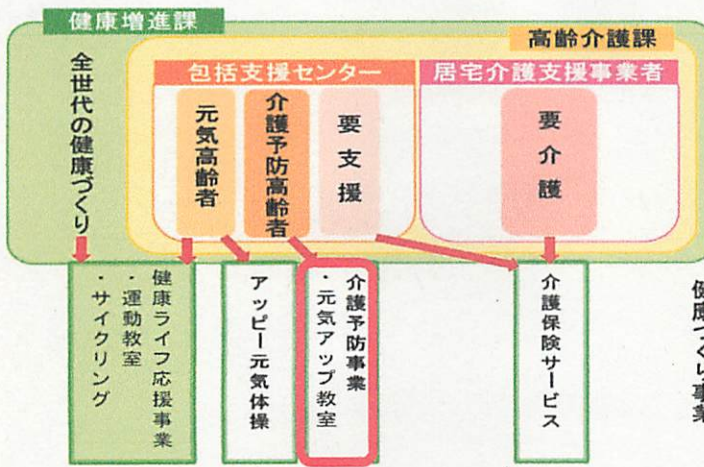 健康増進課
高齢介護課
包括支援センター
居宅介護支援事業者
全世代の健康づくり
元気高齢者
介護予防高齢者
要支援
要介護
健康ライフ応援事業
・運動教室
・サイクリング
アッピー元気体操
介護予防事業
・元気アップ教室
介護保険サービス
健康づくり事業